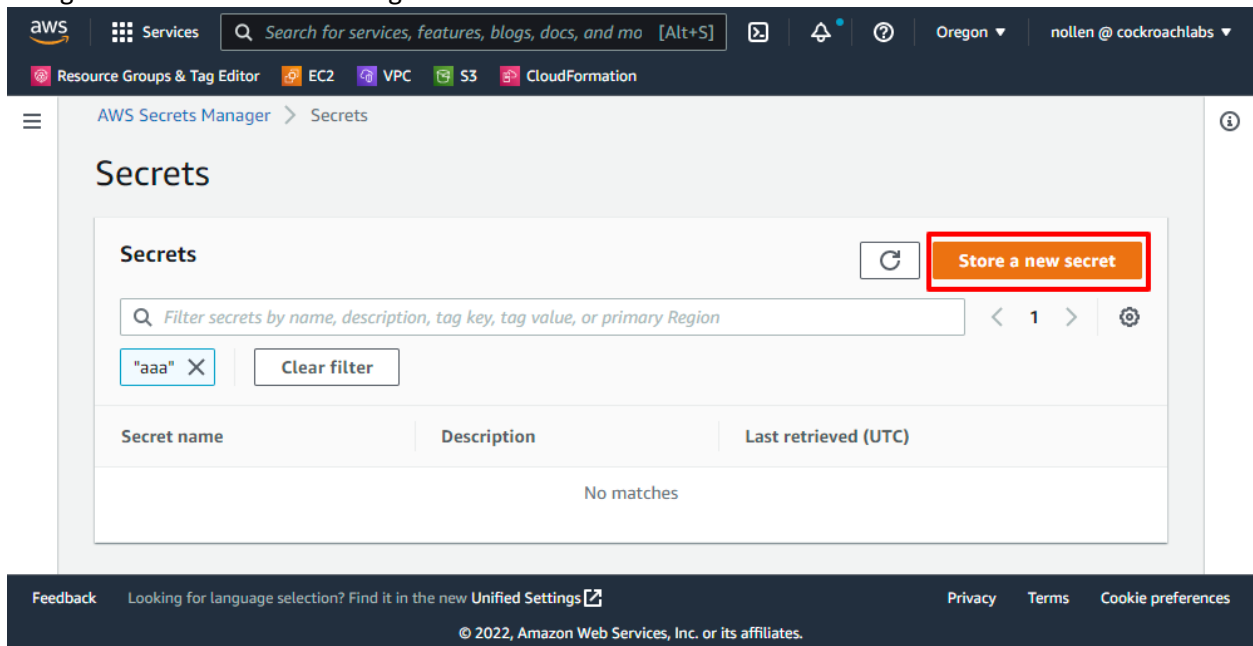 aws Services Search for services, features, blogs, docs, and mo [Alt+S] Oregon ▼ nollen @ cockroachlabs ▼
Resource Groups & Tag Editor EC2 VPC S3 CloudFormation
AWS Secrets Manager > Secrets
Secrets
Secrets Store a new secret
Filter secrets by name, description, tag key, tag value, or primary Region < 1 >
"aaa" Clear filter
Secret name Description Last retrieved (UTC)
No matches
Feedback Looking for language selection? Find it in the new Unified Settings Privacy Terms Cookie preferences
© 2022, Amazon Web Services, Inc. or its affiliates.